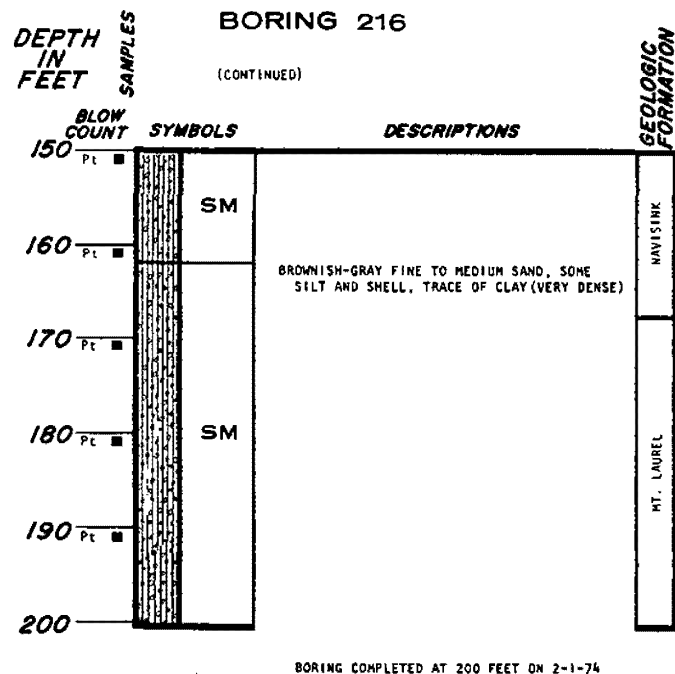 BORING 216
(CONTINUED)
DEPTH
IN
FEET
SAMPLES
BLOW
COUNT
SYMBOLS
DESCRIPTIONS
GEOLOGIC
FORMATION
150
Pt
SM
NAVISINK
160
Pt
BROWNISH-GRAY FINE TO MEDIUM SAND, SOME
SILT AND SHELL, TRACE OF CLAY (VERY DENSE)
170
Pt
180
Pt
SM
MT. LAUREL
190
Pt
200
BORING COMPLETED AT 200 FEET ON 2-1-74